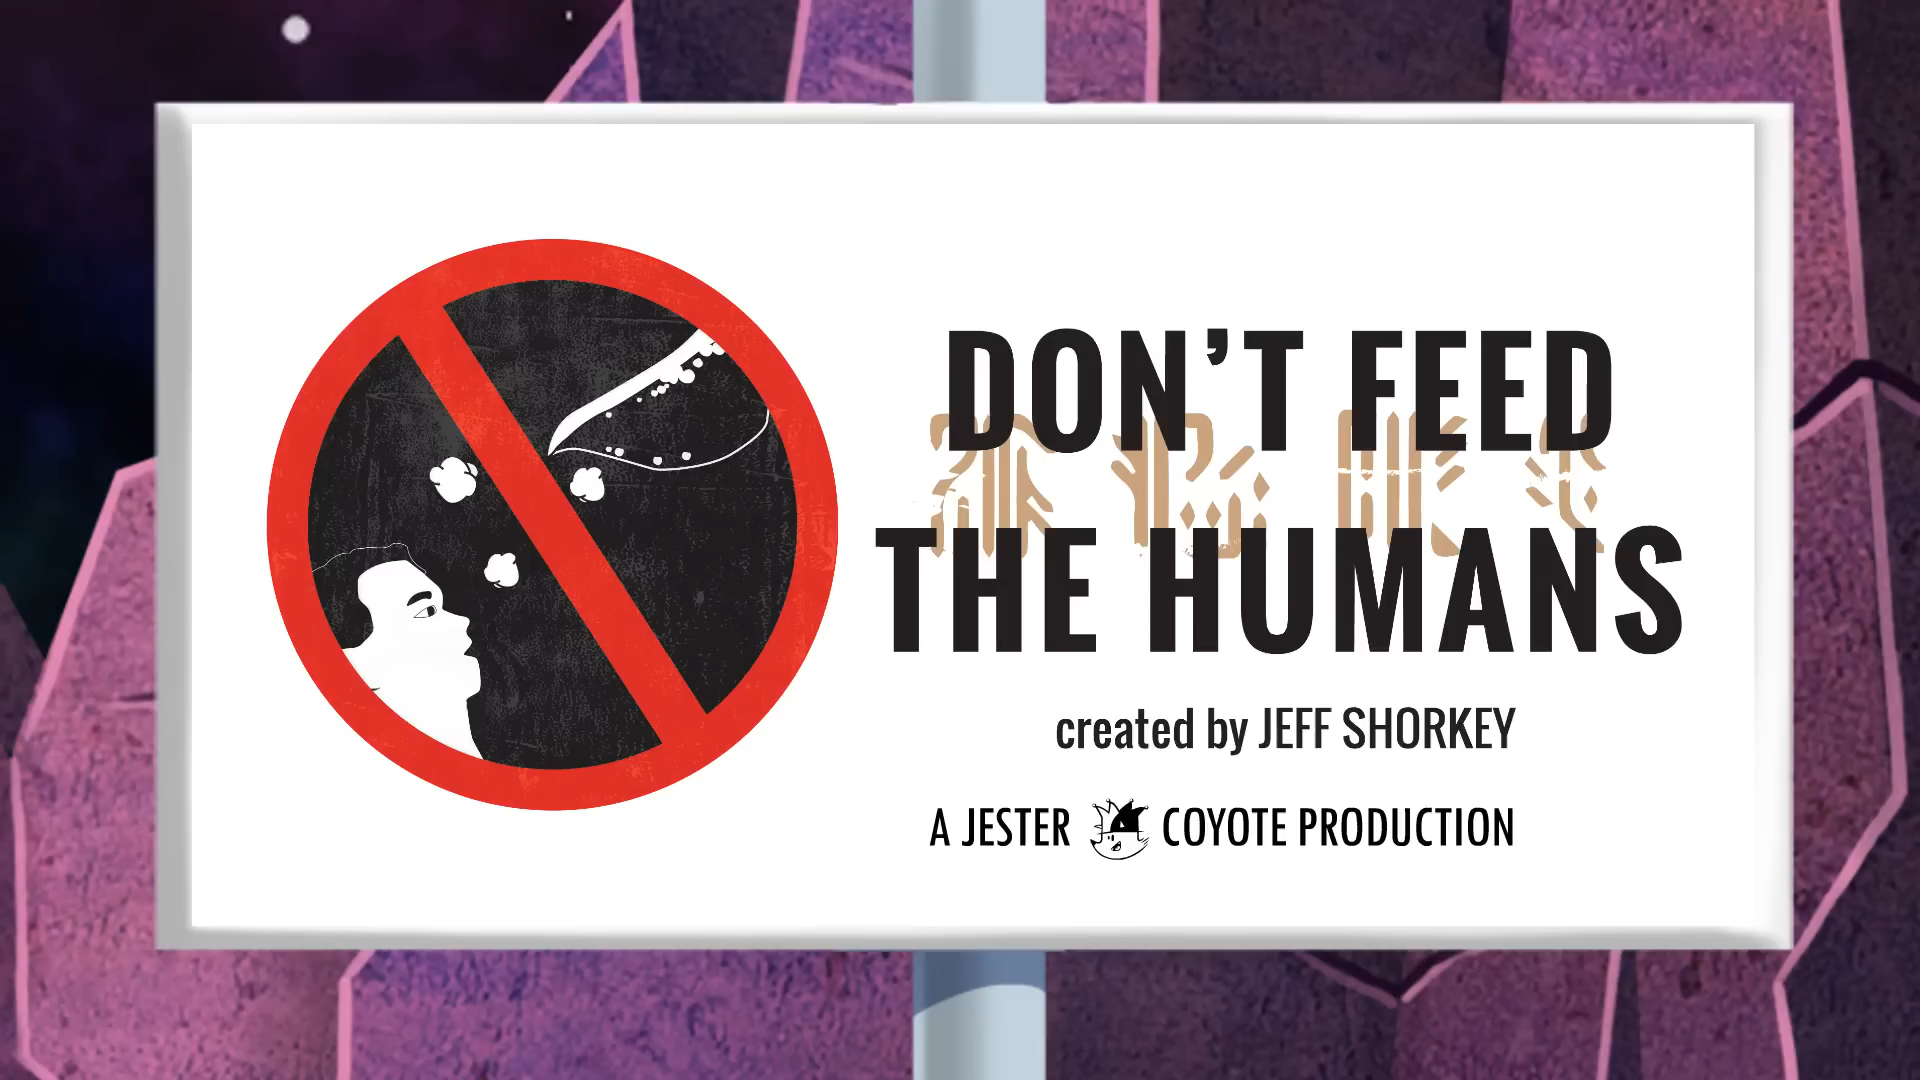 DON'T FEED
THE HUMANS
created by JEFF SHORKEY
A JESTER COYOTE PRODUCTION